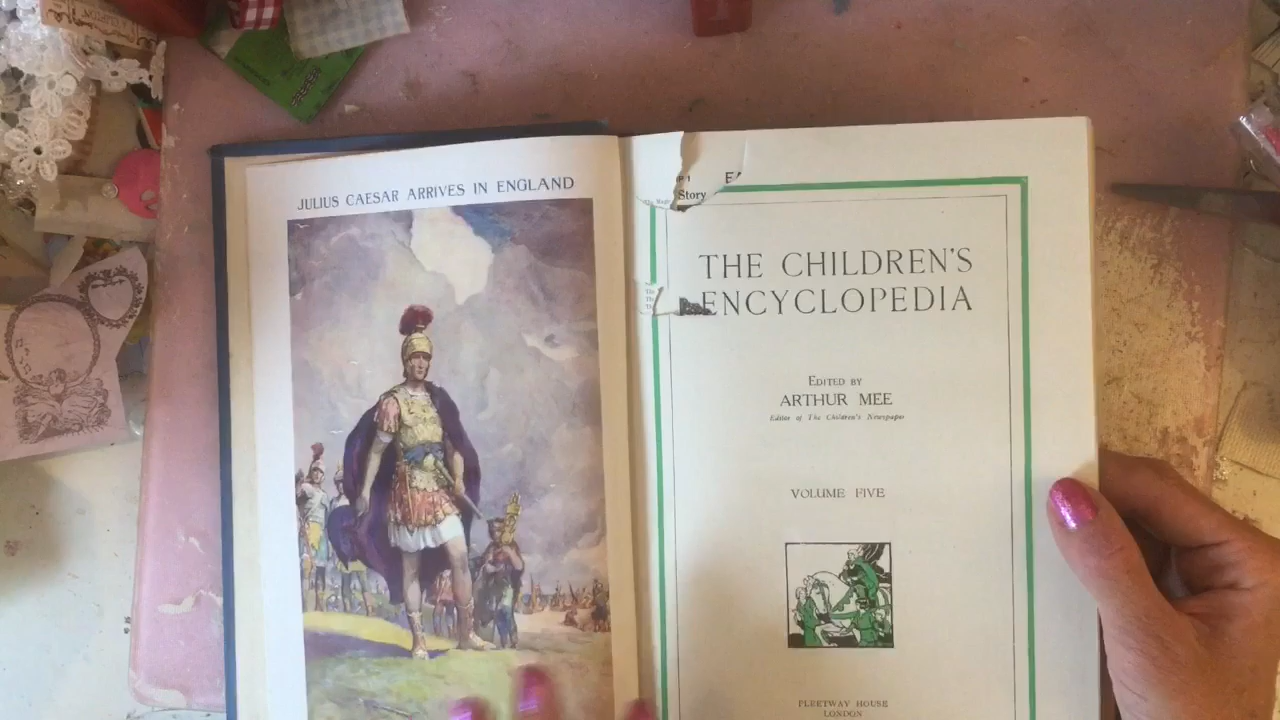 JULIUS CAESAR ARRIVES IN ENGLAND
Story
THE CHILDREN'S
ENCYCLOPEDIA
EDITED BY
ARTHUR MEE
Editor of The Children's Newspaper
VOLUME FIVE
FLEETWAY HOUSE
LONDON